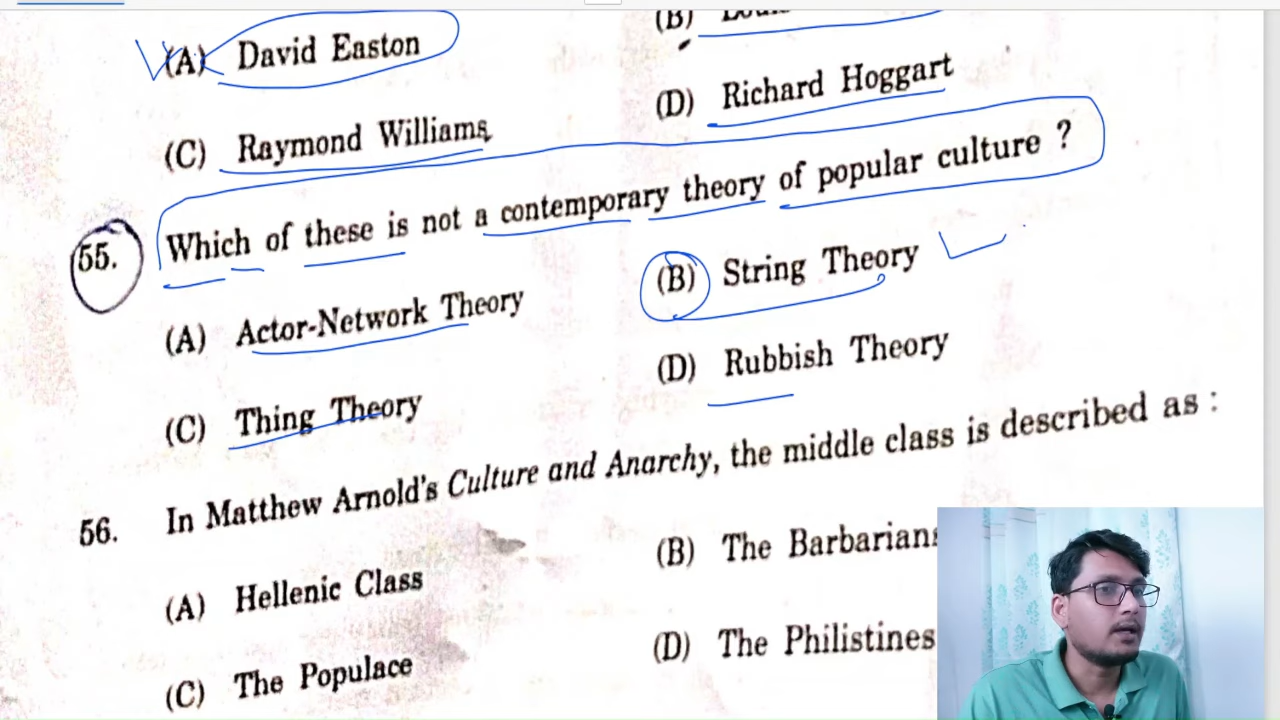 (A) David Easton (B)
(C) Raymond Williams (D) Richard Hoggart
55. Which of these is not a contemporary theory of popular culture ?
(A) Actor-Network Theory (B) String Theory
(C) Thing Theory (D) Rubbish Theory
56. In Matthew Arnold's Culture and Anarchy, the middle class is described as :
(A) Hellenic Class (B) The Barbarians
(C) The Populace (D) The Philistines